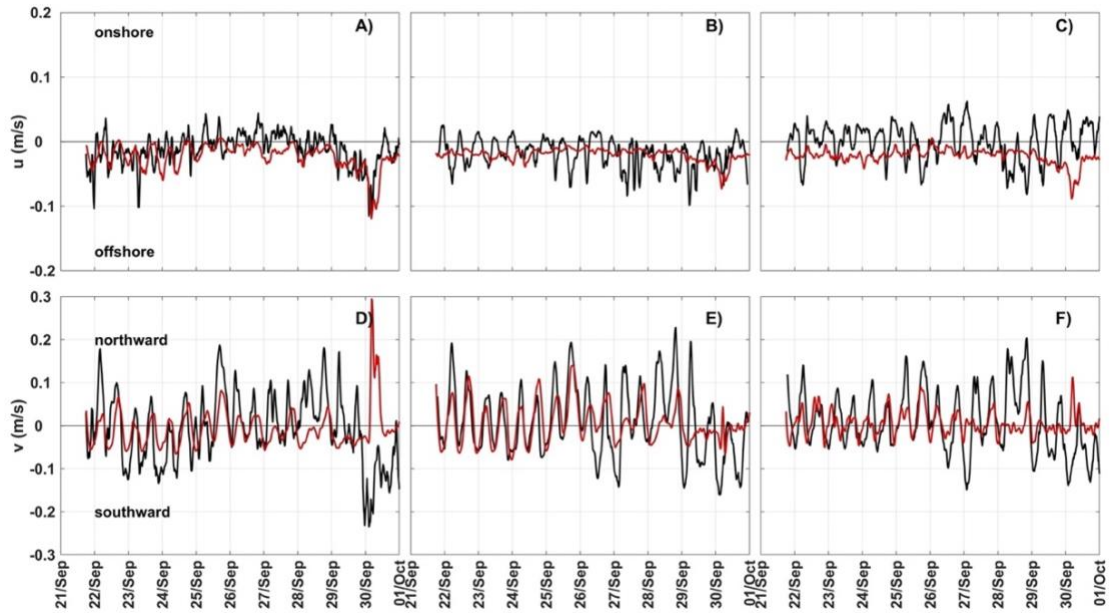 A)
B)
C)
0.2
0.1
0
-0.1
-0.2
u (m/s)
onshore
offshore
D)
E)
F)
0.3
0.2
0.1
0
-0.1
-0.2
-0.3
v (m/s)
northward
southward
21/Sep
22/Sep
23/Sep
24/Sep
25/Sep
26/Sep
27/Sep
28/Sep
29/Sep
30/Sep
01/Oct
21/Sep
22/Sep
23/Sep
24/Sep
25/Sep
26/Sep
27/Sep
28/Sep
29/Sep
30/Sep
01/Oct
21/Sep
22/Sep
23/Sep
24/Sep
25/Sep
26/Sep
27/Sep
28/Sep
29/Sep
30/Sep
01/Oct